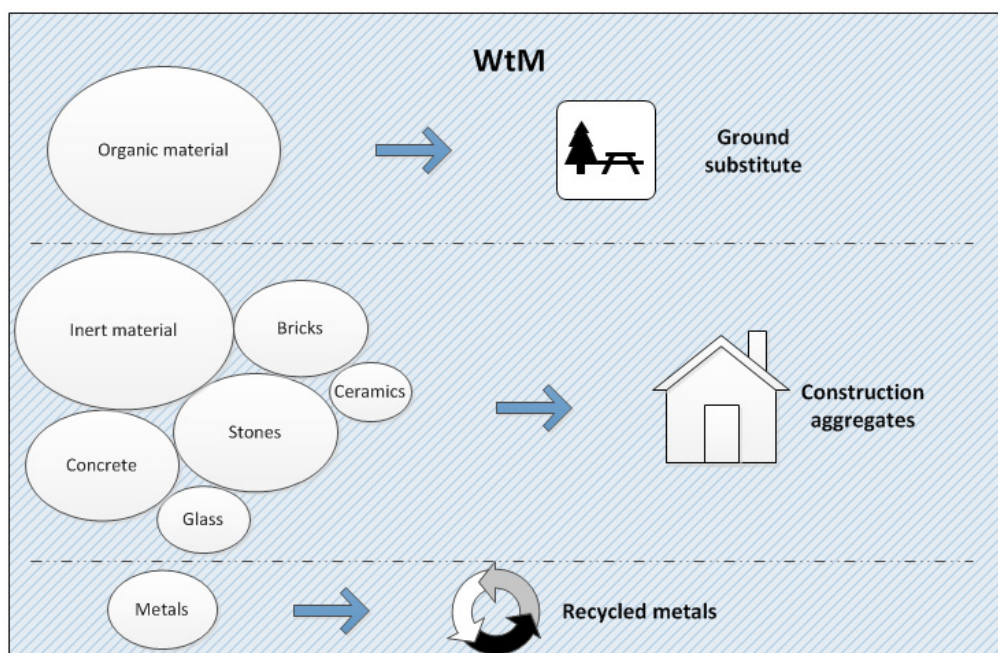 WtM
Organic material
Ground
substitute
Inert material
Bricks
Ceramics
Stones
Concrete
Glass
Construction
aggregates
Metals
Recycled metals